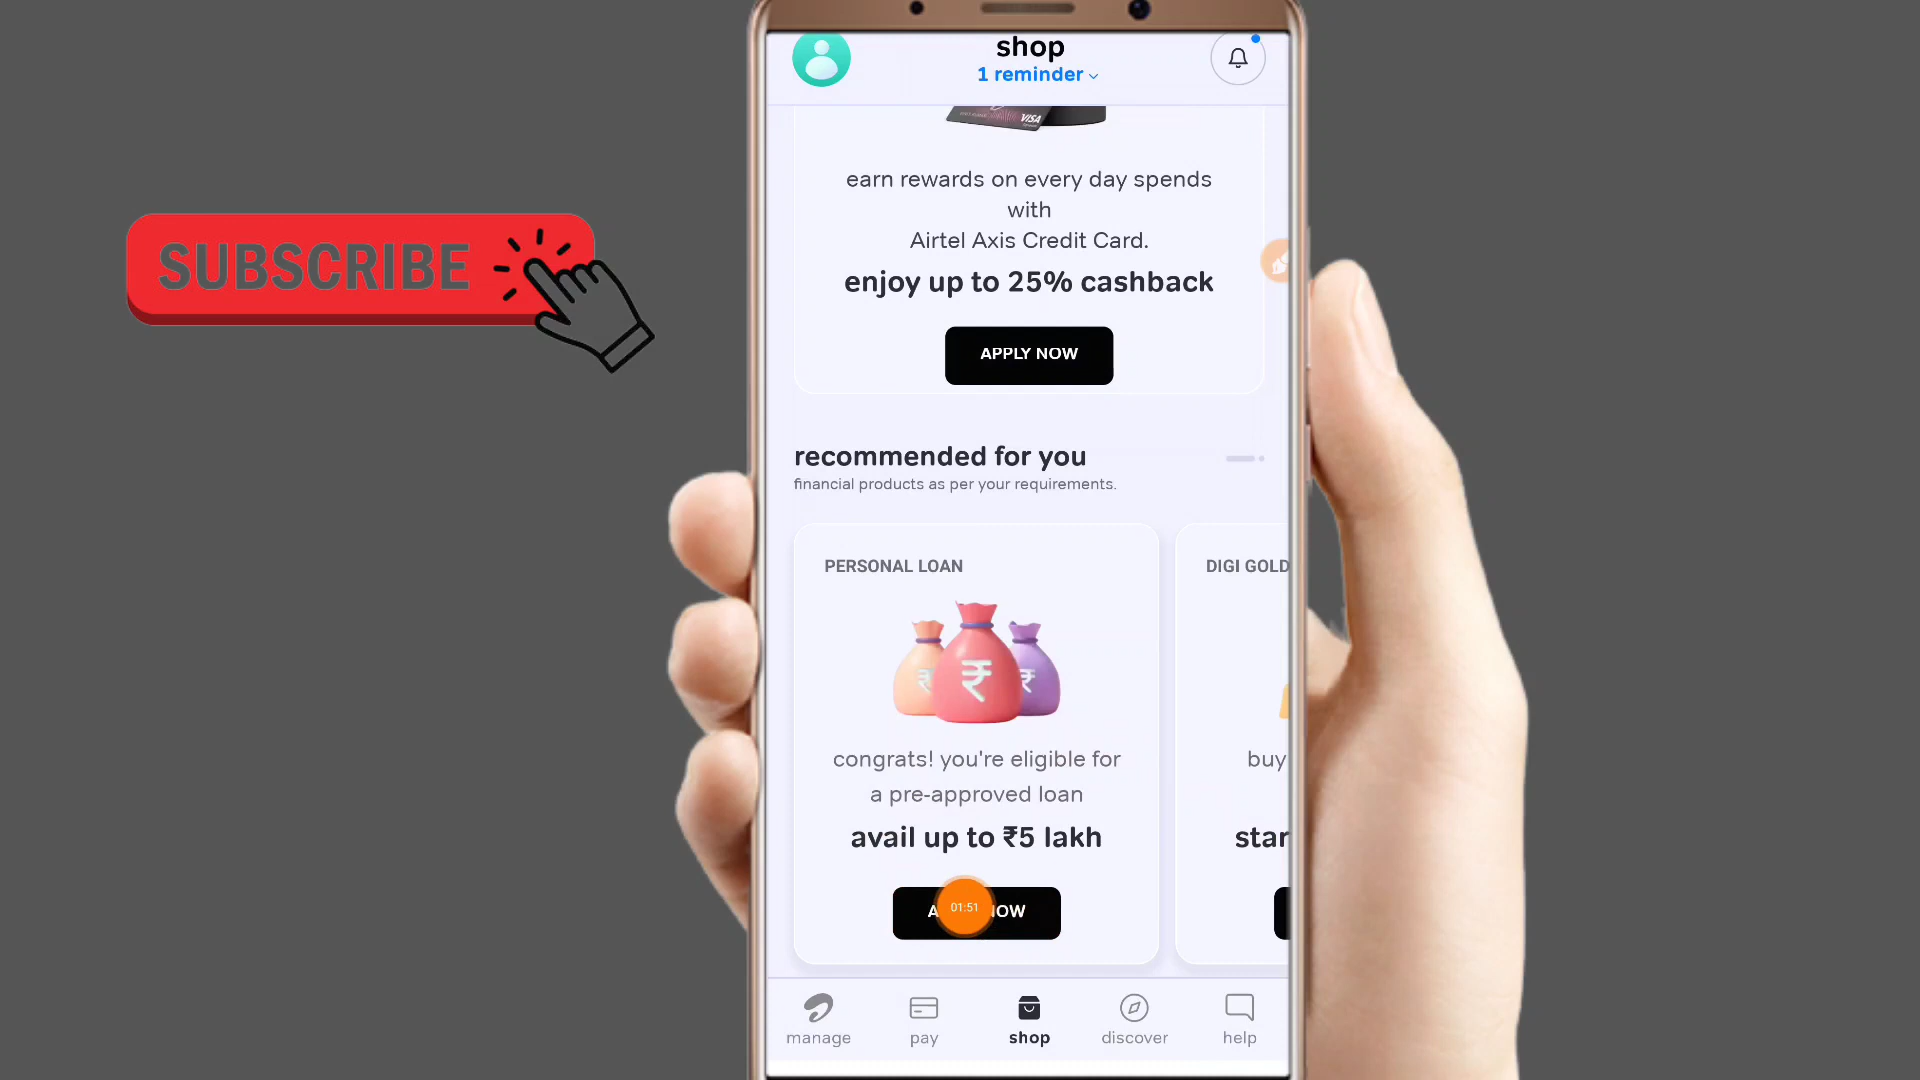 shop
1 reminder
VISA
SUBSCRIBE
earn rewards on every day spends
with
Airtel Axis Credit Card.
enjoy up to 25% cashback
APPLY NOW
recommended for you
financial products as per your requirements.
PERSONAL LOAN
DIGI GOLD
₹ ₹ ₹
congrats! you're eligible for
a pre-approved loan
avail up to ₹5 lakh
buy
star
01:51
manage
pay
shop
discover
help